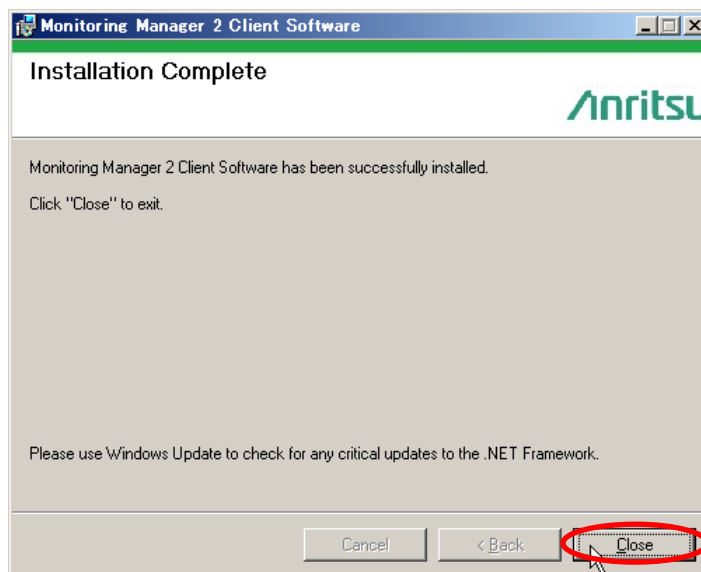 Monitoring Manager 2 Client Software
Installation Complete
Anritsu
Monitoring Manager 2 Client Software has been successfully installed.
Click "Close" to exit.
Please use Windows Update to check for any critical updates to the .NET Framework.
Cancel < Back Close